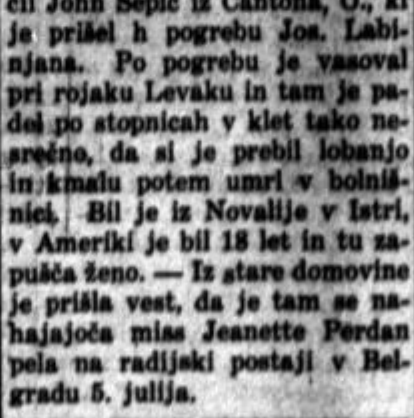 čil John Sepic iz Cantona, O., ki
je prišel h pogrebu Jos. Labi-
njana. Po pogrebu je vasoval
pri rojaku Levaku in tam je pa-
del po stopnicah v klet tako ne-
srečno, da si je prebil lobanjo
in kmalu potem umrl v bolniš-
nici. Bil je iz Novalije v Istri,
v Ameriki je bil 18 let in tu za-
pušča ženo. — Iz stare domovine
je prišla vest, da je tam se na-
hajajoča miss Jeanette Perdan
pela na radijski postaji v Bel-
gradu 5. julija.